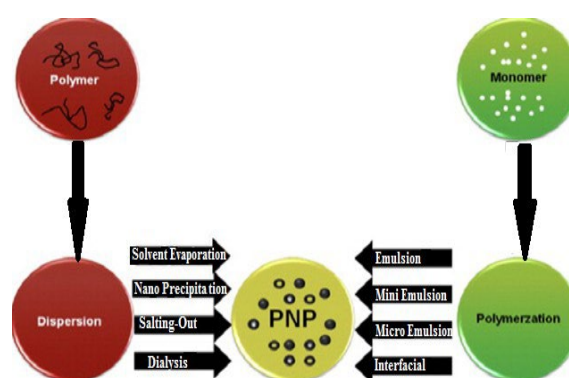 Polymer
Monomer
Solvent Evaporation
Emulsion
Nano Precipitation
Mini Emulsion
Dispersion
PNP
Polymerzation
Salting-Out
Micro Emulsion
Dialysis
Interfacial